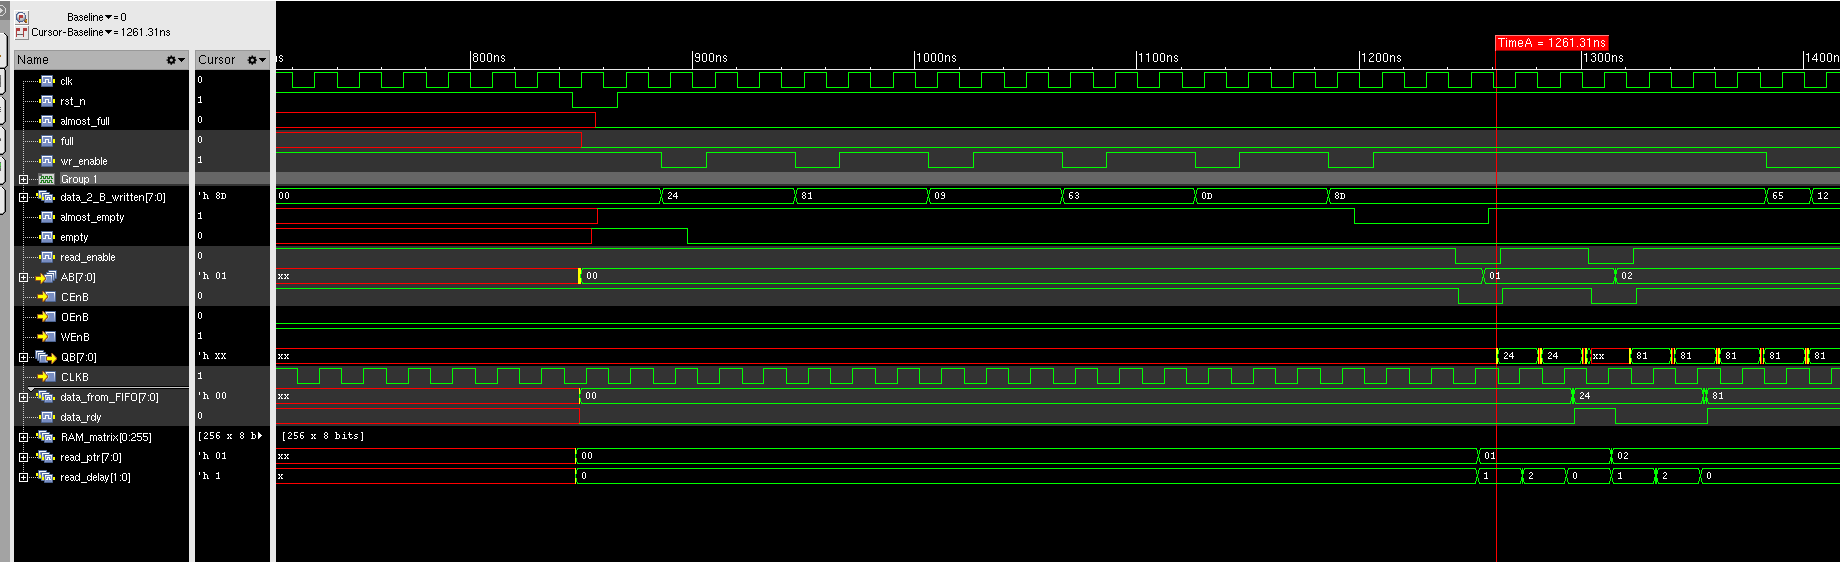 Baseline▼=0
Cursor-Baseline▼=1261.31ns
TimeA = 1261.31ns
Name Cursor
ns 800ns 900ns 1000ns 1100ns 1200ns 1300ns 1400n
clk 0
rst_n 1
almost_full 0
full 0
wr_enable 1
Group 1
data_2_B_written[7:0] 'h 8D 00 24 81 09 63 0D 8D 65 12
almost_empty 1
empty 0
read_enable 0
AB[7:0] 'h 01 xx 00 01 02
CEnB 0
OEnB 0
WEnB 1
QB[7:0] 'h XX xx 24 24 xx 81 81 81 81 81
CLKB 1
data_from_FIFO[7:0] 'h 00 xx 00 24 81
data_rdy 0
RAM_matrix[0:255] [256 x 8 b▶ [256 x 8 bits]
read_ptr[7:0] 'h 01 xx 00 01 02
read_delay[1:0] 'h 1 x 0 1 2 0 1 2 0